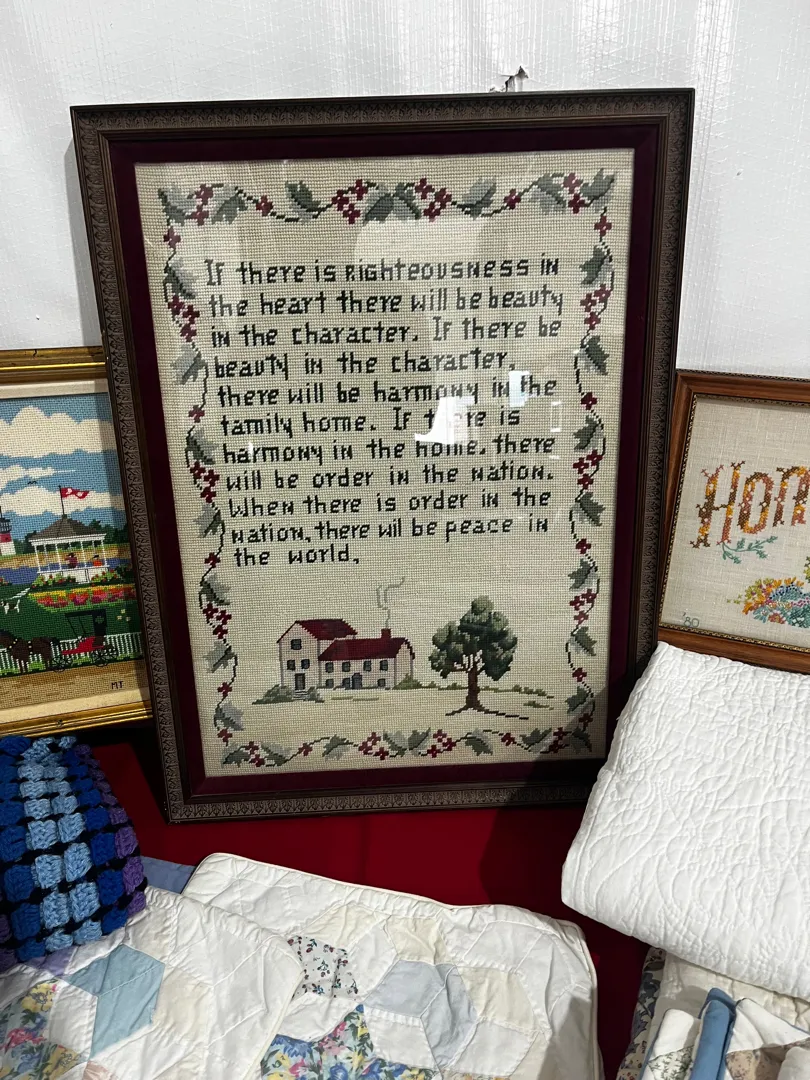 If there is righteousness in
the heart there will be beauty
in the character. If there be
beauty in the character,
there will be harmony in the
family home. If there is
harmony in the home, there
will be order in the nation.
When there is order in the
nation, there will be peace in
the world.
MT
HOM
'80